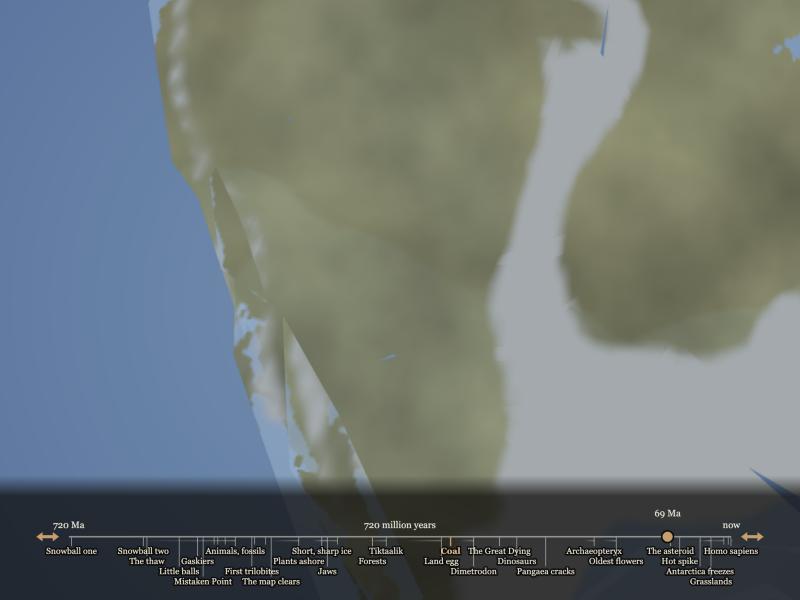 69 Ma
720 Ma
720 million years
now
Snowball one
Snowball two
Animals, fossils
Short, sharp ice
Tiktaalik
Coal
The Great Dying
Archaeopteryx
The asteroid
Homo sapiens
The thaw
Gaskiers
Plants ashore
Forests
Land egg
Dinosaurs
Oldest flowers
Hot spike
Little balls
First trilobites
Jaws
Dimetrodon
Pangaea cracks
Antarctica freezes
Mistaken Point
The map clears
Grasslands